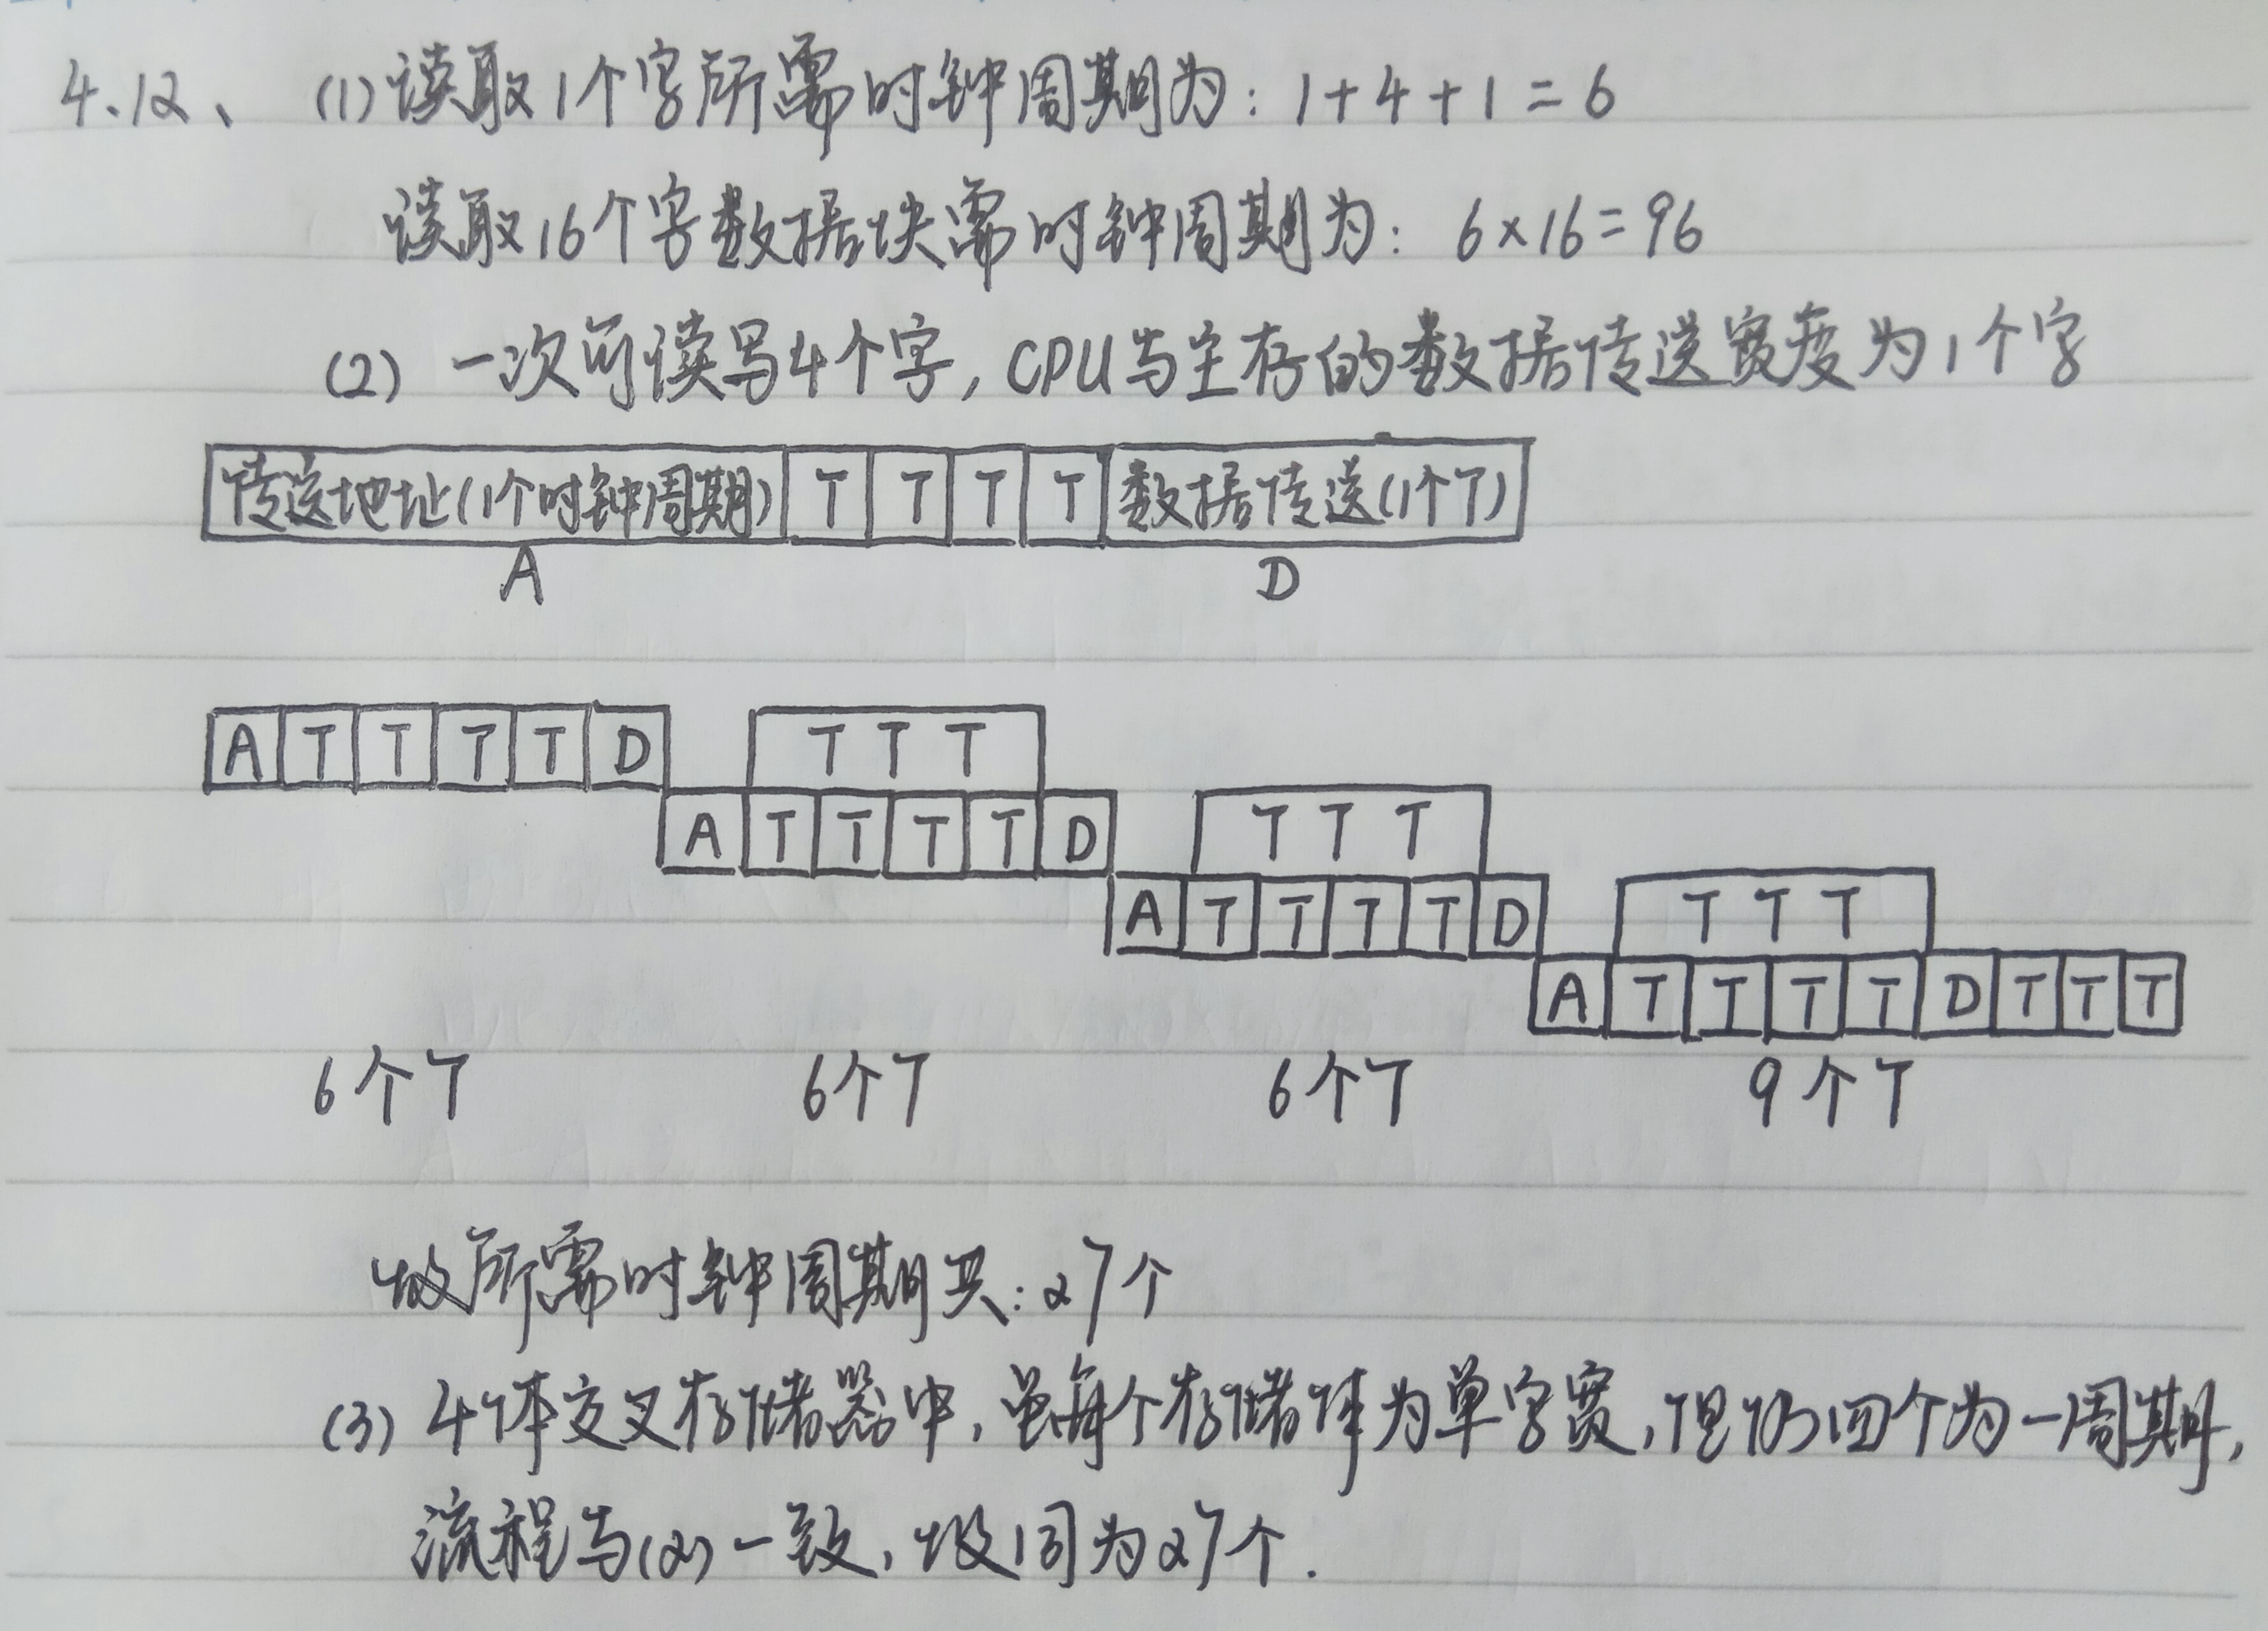 4.12、 (1) 读取1个字所需时钟周期为: 1+4+1=6
读取16个字数据块需时钟周期为: 6×16=96
(2) 一次可读写4个字, CPU与主存的数据传送宽度为1个字
传送地址(1个时钟周期) T T T T 数据传送(1个T)
A D
A T T T T D T T T
A T T T T D T T T
A T T T T D T T T
A T T T T D T T T
6个T 6个T 6个T 9个T
故所需时钟周期共: 27个
(3) 4体交叉存储器中, 虽每个存储体为单字宽, 但仍四个为一周期,
流程与(2)一致, 故同为27个.